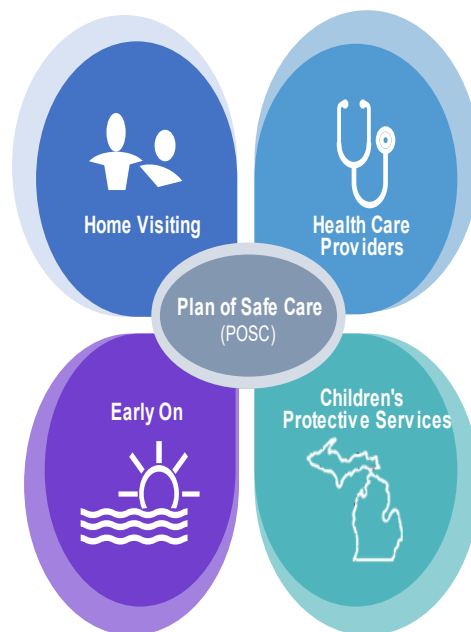 Home Visiting
Health Care
Providers
Plan of Safe Care
(POSC)
Early On
Children's
Protective Services